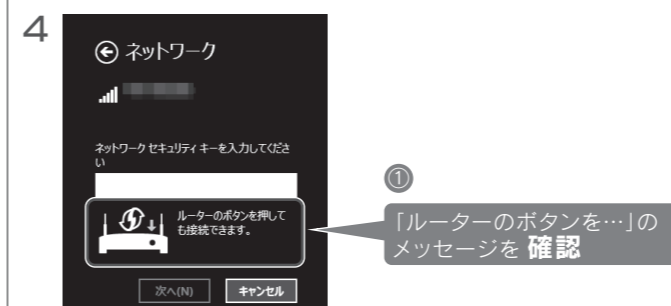 4
ネットワーク
ネットワーク セキュリティ キーを入力してくださ
い
ルーターのボタンを押して
も接続できます。
次へ(N)
キャンセル
①
「ルーターのボタンを…」の
メッセージを 確認